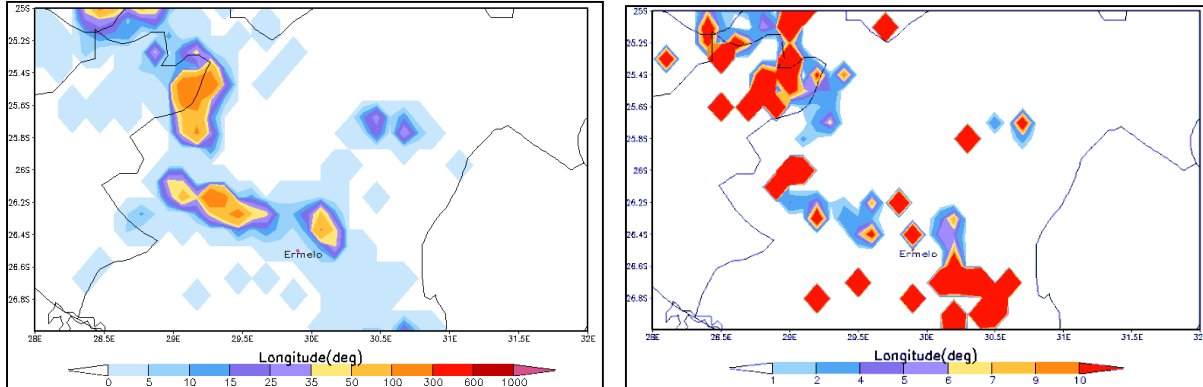 25S
25.2S
25.4S
25.6S
25.8S
26S
26.2S
26.4S
26.6S
26.8S
Ermelo
28E 28.5E 29E 29.5E 30E 30.5E 31E 31.5E 32E
Longitude(deg)
0 5 10 15 25 35 50 100 300 600 1000
25S
25.2S
25.4S
25.6S
25.8S
26S
26.2S
26.4S
26.6S
26.8S
Ermelo
28E 28.5E 29E 29.5E 30E 30.5E 31E 31.5E 32E
Longitude(deg)
1 2 4 5 6 7 9 10